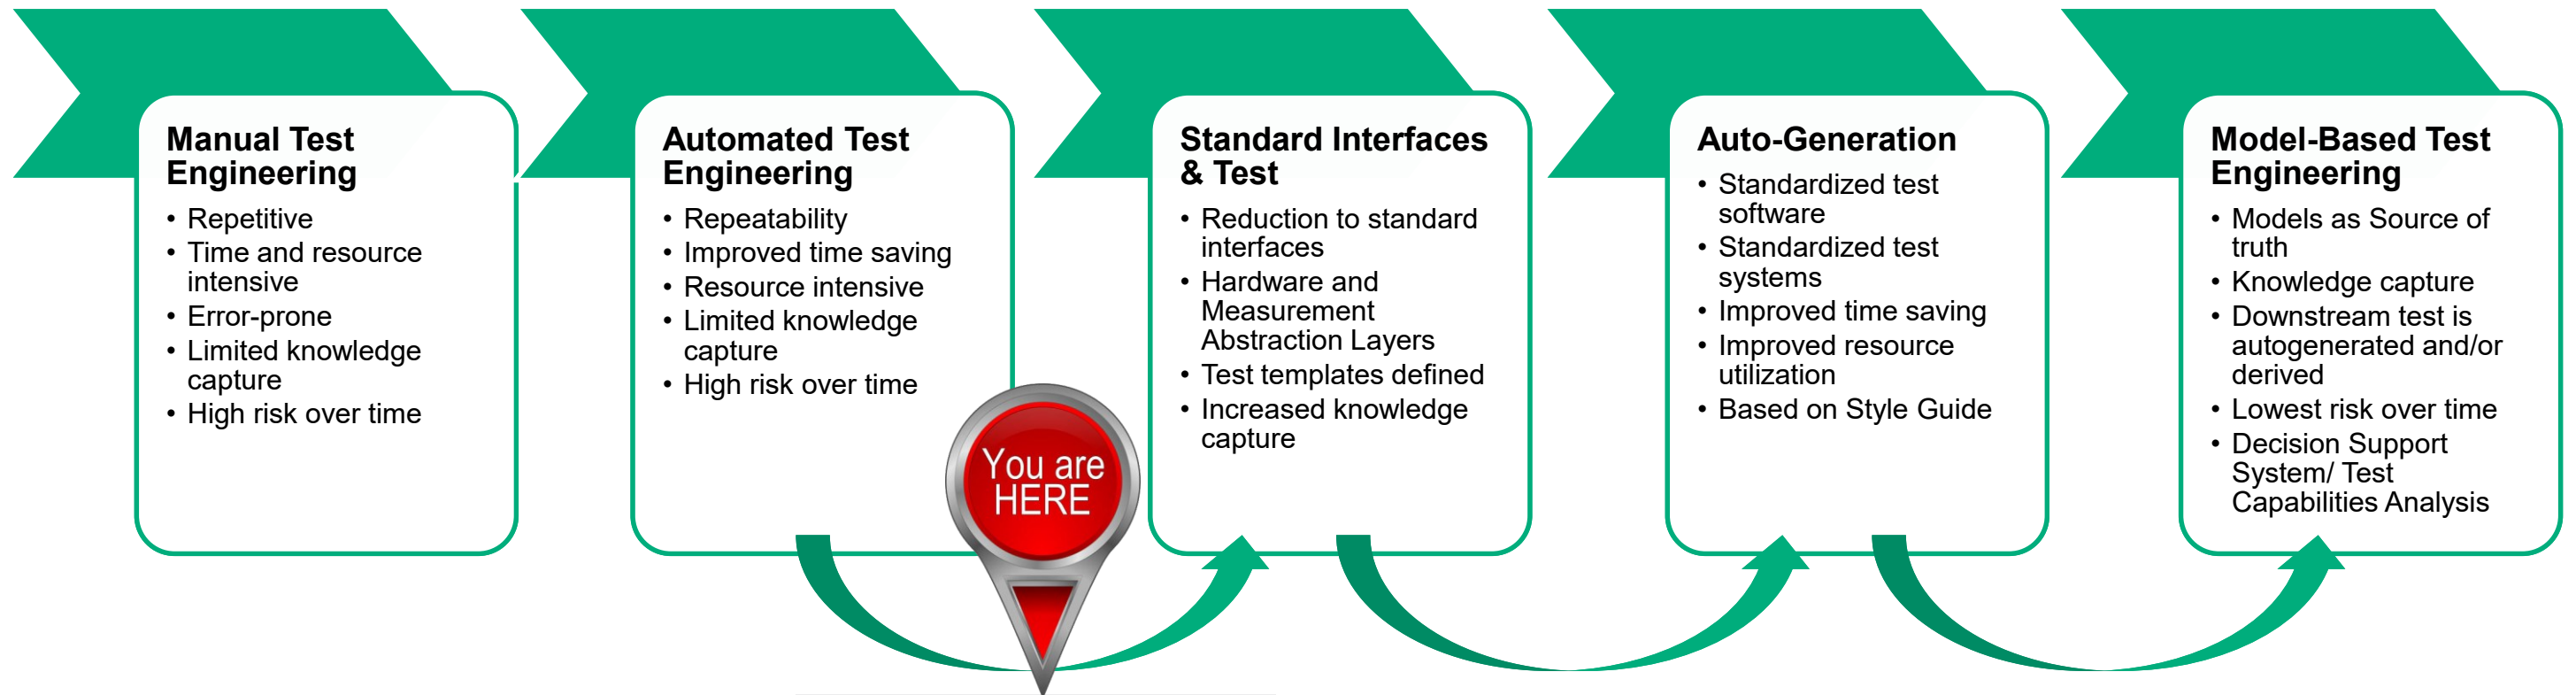 Manual Test
Engineering
• Repetitive
• Time and resource
intensive
• Error-prone
• Limited knowledge
capture
• High risk over time
Automated Test
Engineering
• Repeatability
• Improved time saving
• Resource intensive
• Limited knowledge
capture
• High risk over time
You are
HERE
Standard Interfaces
& Test
• Reduction to standard
interfaces
• Hardware and
Measurement
Abstraction Layers
• Test templates defined
• Increased knowledge
capture
Auto-Generation
• Standardized test
software
• Standardized test
systems
• Improved time saving
• Improved resource
utilization
• Based on Style Guide
Model-Based Test
Engineering
• Models as Source of
truth
• Knowledge capture
• Downstream test is
autogenerated and/or
derived
• Lowest risk over time
• Decision Support
System/ Test
Capabilities Analysis